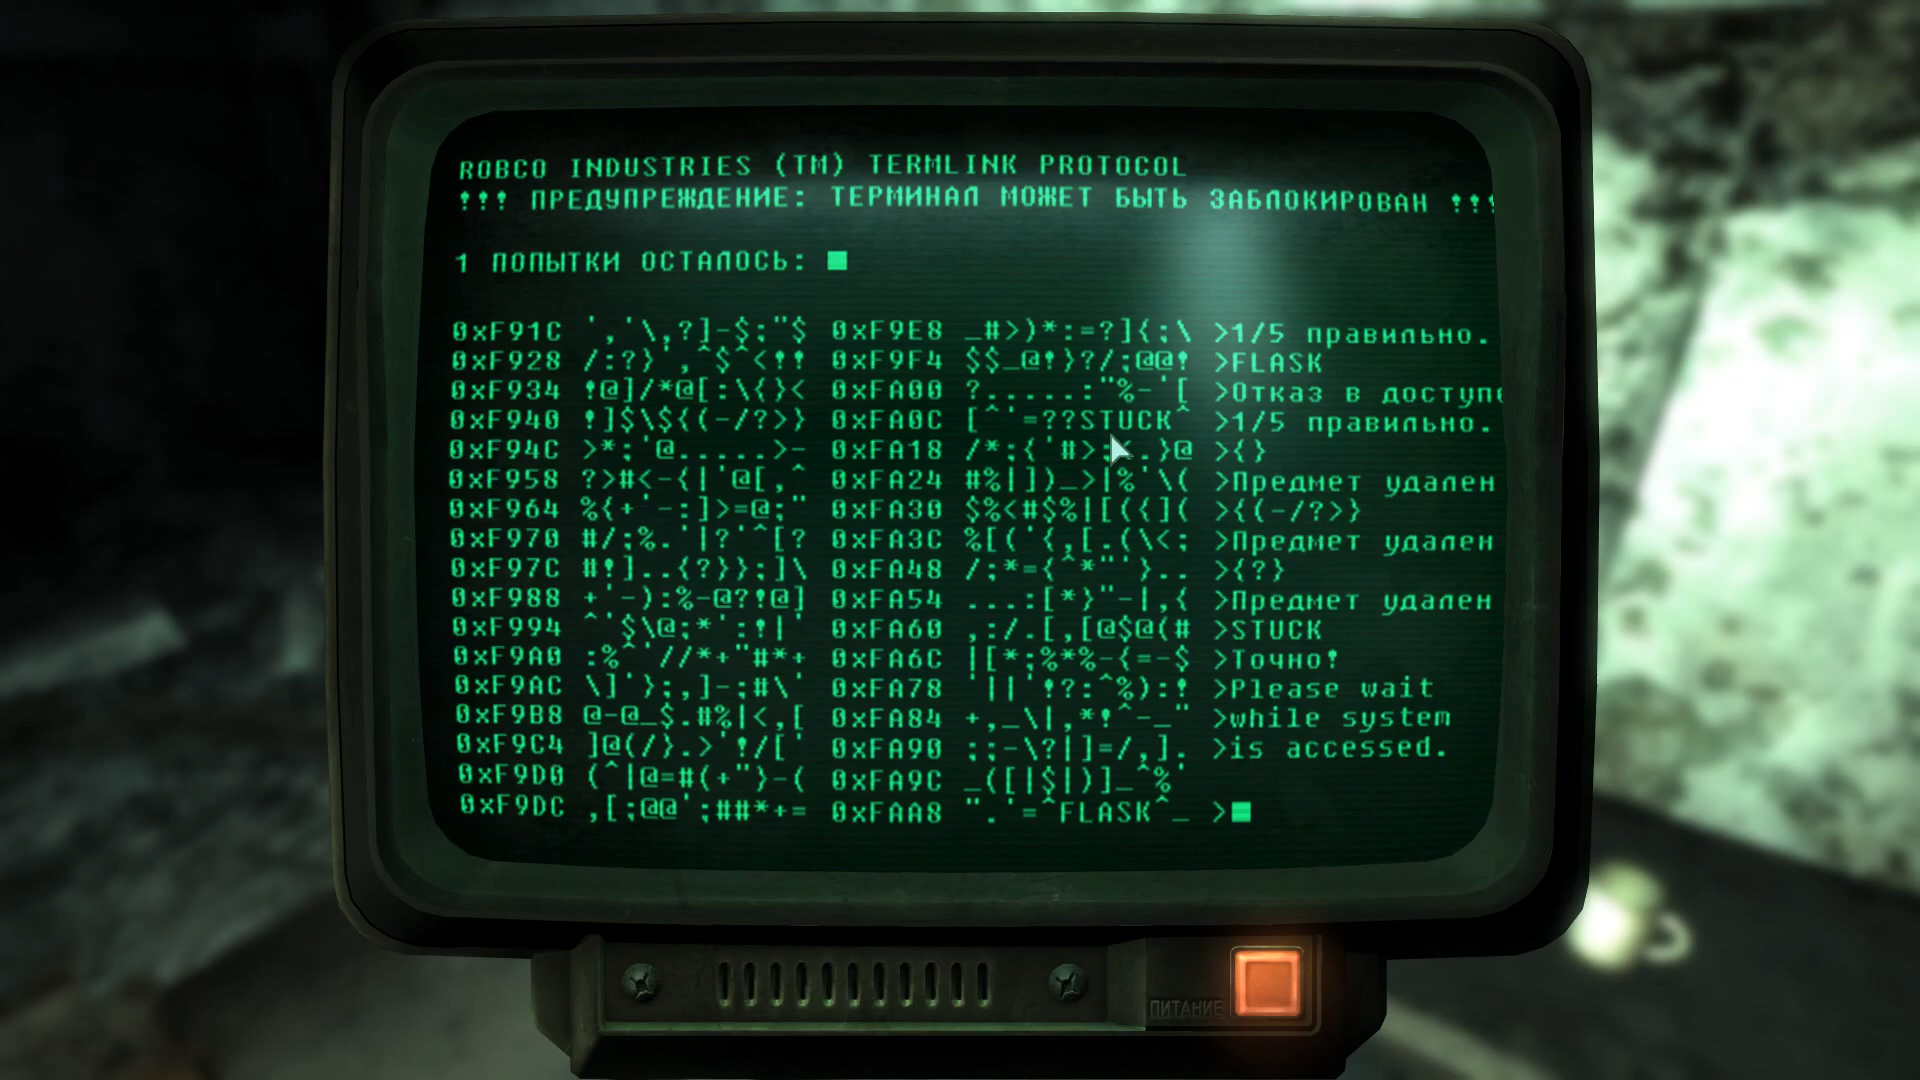 ROBCO INDUSTRIES (TM) TERMLINK PROTOCOL
!!! ПРЕДУПРЕЖДЕНИЕ: ТЕРМИНАЛ МОЖЕТ БЫТЬ ЗАБЛОКИРОВАН !!!
1 ПОПЫТКИ ОСТАЛОСЬ:
0xF91C ','\,?]-$;"$ 0xF9E8 _#>)*:=?]{;\ >1/5 правильно.
0xF928 /:?}',^$^<!! 0xF9F4 $$_@!}?/;@@! >FLASK
0xF934 !@]/*@[:\{}< 0xFA00 ?.....:"%-'[ >Отказ в доступе
0xF940 !]$\${(-/?>} 0xFA0C [^'=??STUCK^ >1/5 правильно.
0xF94C >*;'@.....>- 0xFA18 /*;{'#> .}@ >{}
0xF958 ?>#<-{|'@[,^ 0xFA24 #%|])_>|%'\( >Предмет удален
0xF964 %{+'-:]>=@;" 0xFA30 $%<#$%|[({]( >{(-/?>}
0xF970 #/;%.'|?'^[? 0xFA3C %[('{,[.(\<; >Предмет удален
0xF97C #!]..{?}};]\ 0xFA48 /;*={^*"'}.. >{?}
0xF988 +'-):%-@?!@] 0xFA54 ...:[*}"-|,{ >Предмет удален
0xF994 ^'$\@;*':!|' 0xFA60 ,:/.[,[@$@(# >STUCK
0xF9A0 :%^'//*+"#*+ 0xFA6C |[*;%*%-{=-$ >Точно!
0xF9AC \]'};,]-;#\' 0xFA78 '||'!?:^%):! >Please wait
0xF9B8 @-@_$.#%|<,[ 0xFA84 +,_\|,*!^-_" >while system
0xF9C4 ]@(/}.>'!/[' 0xFA90 ;;-\?|]=/,]. >is accessed.
0xF9D0 (^|@=#(+"}-( 0xFA9C _([|$|)]_^%'
0xF9DC ,[;@@';##*+= 0xFAA8 ".'=^FLASK^_ >
ПИТАНИЕ